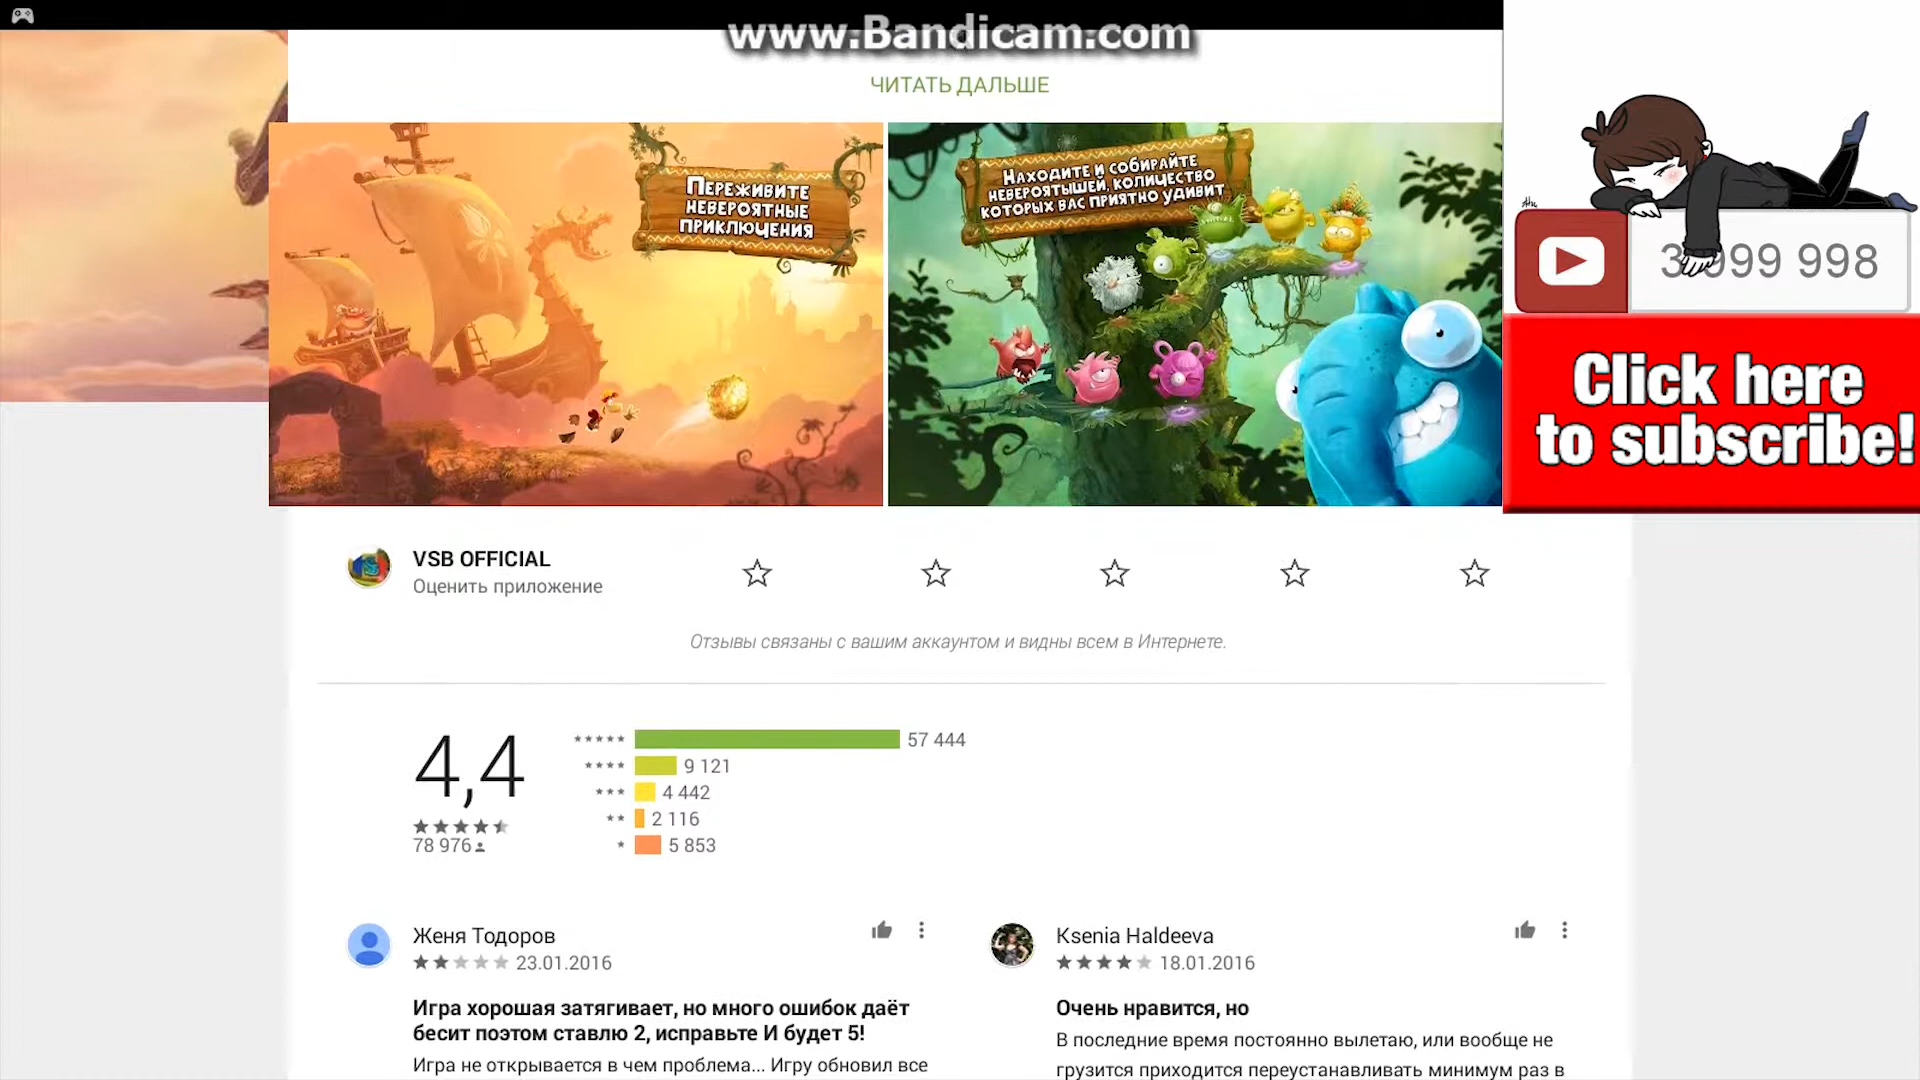 www.Bandicam.com
ЧИТАТЬ ДАЛЬШЕ
ПЕРЕЖИВИТЕ
НЕВЕРОЯТНЫЕ
ПРИКЛЮЧЕНИЯ
НАХОДИТЕ И СОБИРАЙТЕ
НЕВЕРОЯТЫШЕЙ, КОЛИЧЕСТВО
КОТОРЫХ ВАС ПРИЯТНО УДИВИТ
999 998
Click here
to subscribe!
VSB OFFICIAL
Оценить приложение
Отзывы связаны с вашим аккаунтом и видны всем в Интернете.
4,4
78 976
57 444
9 121
4 442
2 116
5 853
Женя Тодоров
23.01.2016
Игра хорошая затягивает, но много ошибок даёт
бесит поэтом ставлю 2, исправьте И будет 5!
Игра не открывается в чем проблема... Игру обновил все
Ksenia Haldeeva
18.01.2016
Очень нравится, но
В последние время постоянно вылетаю, или вообще не
грузится приходится переустанавливать минимум раз в